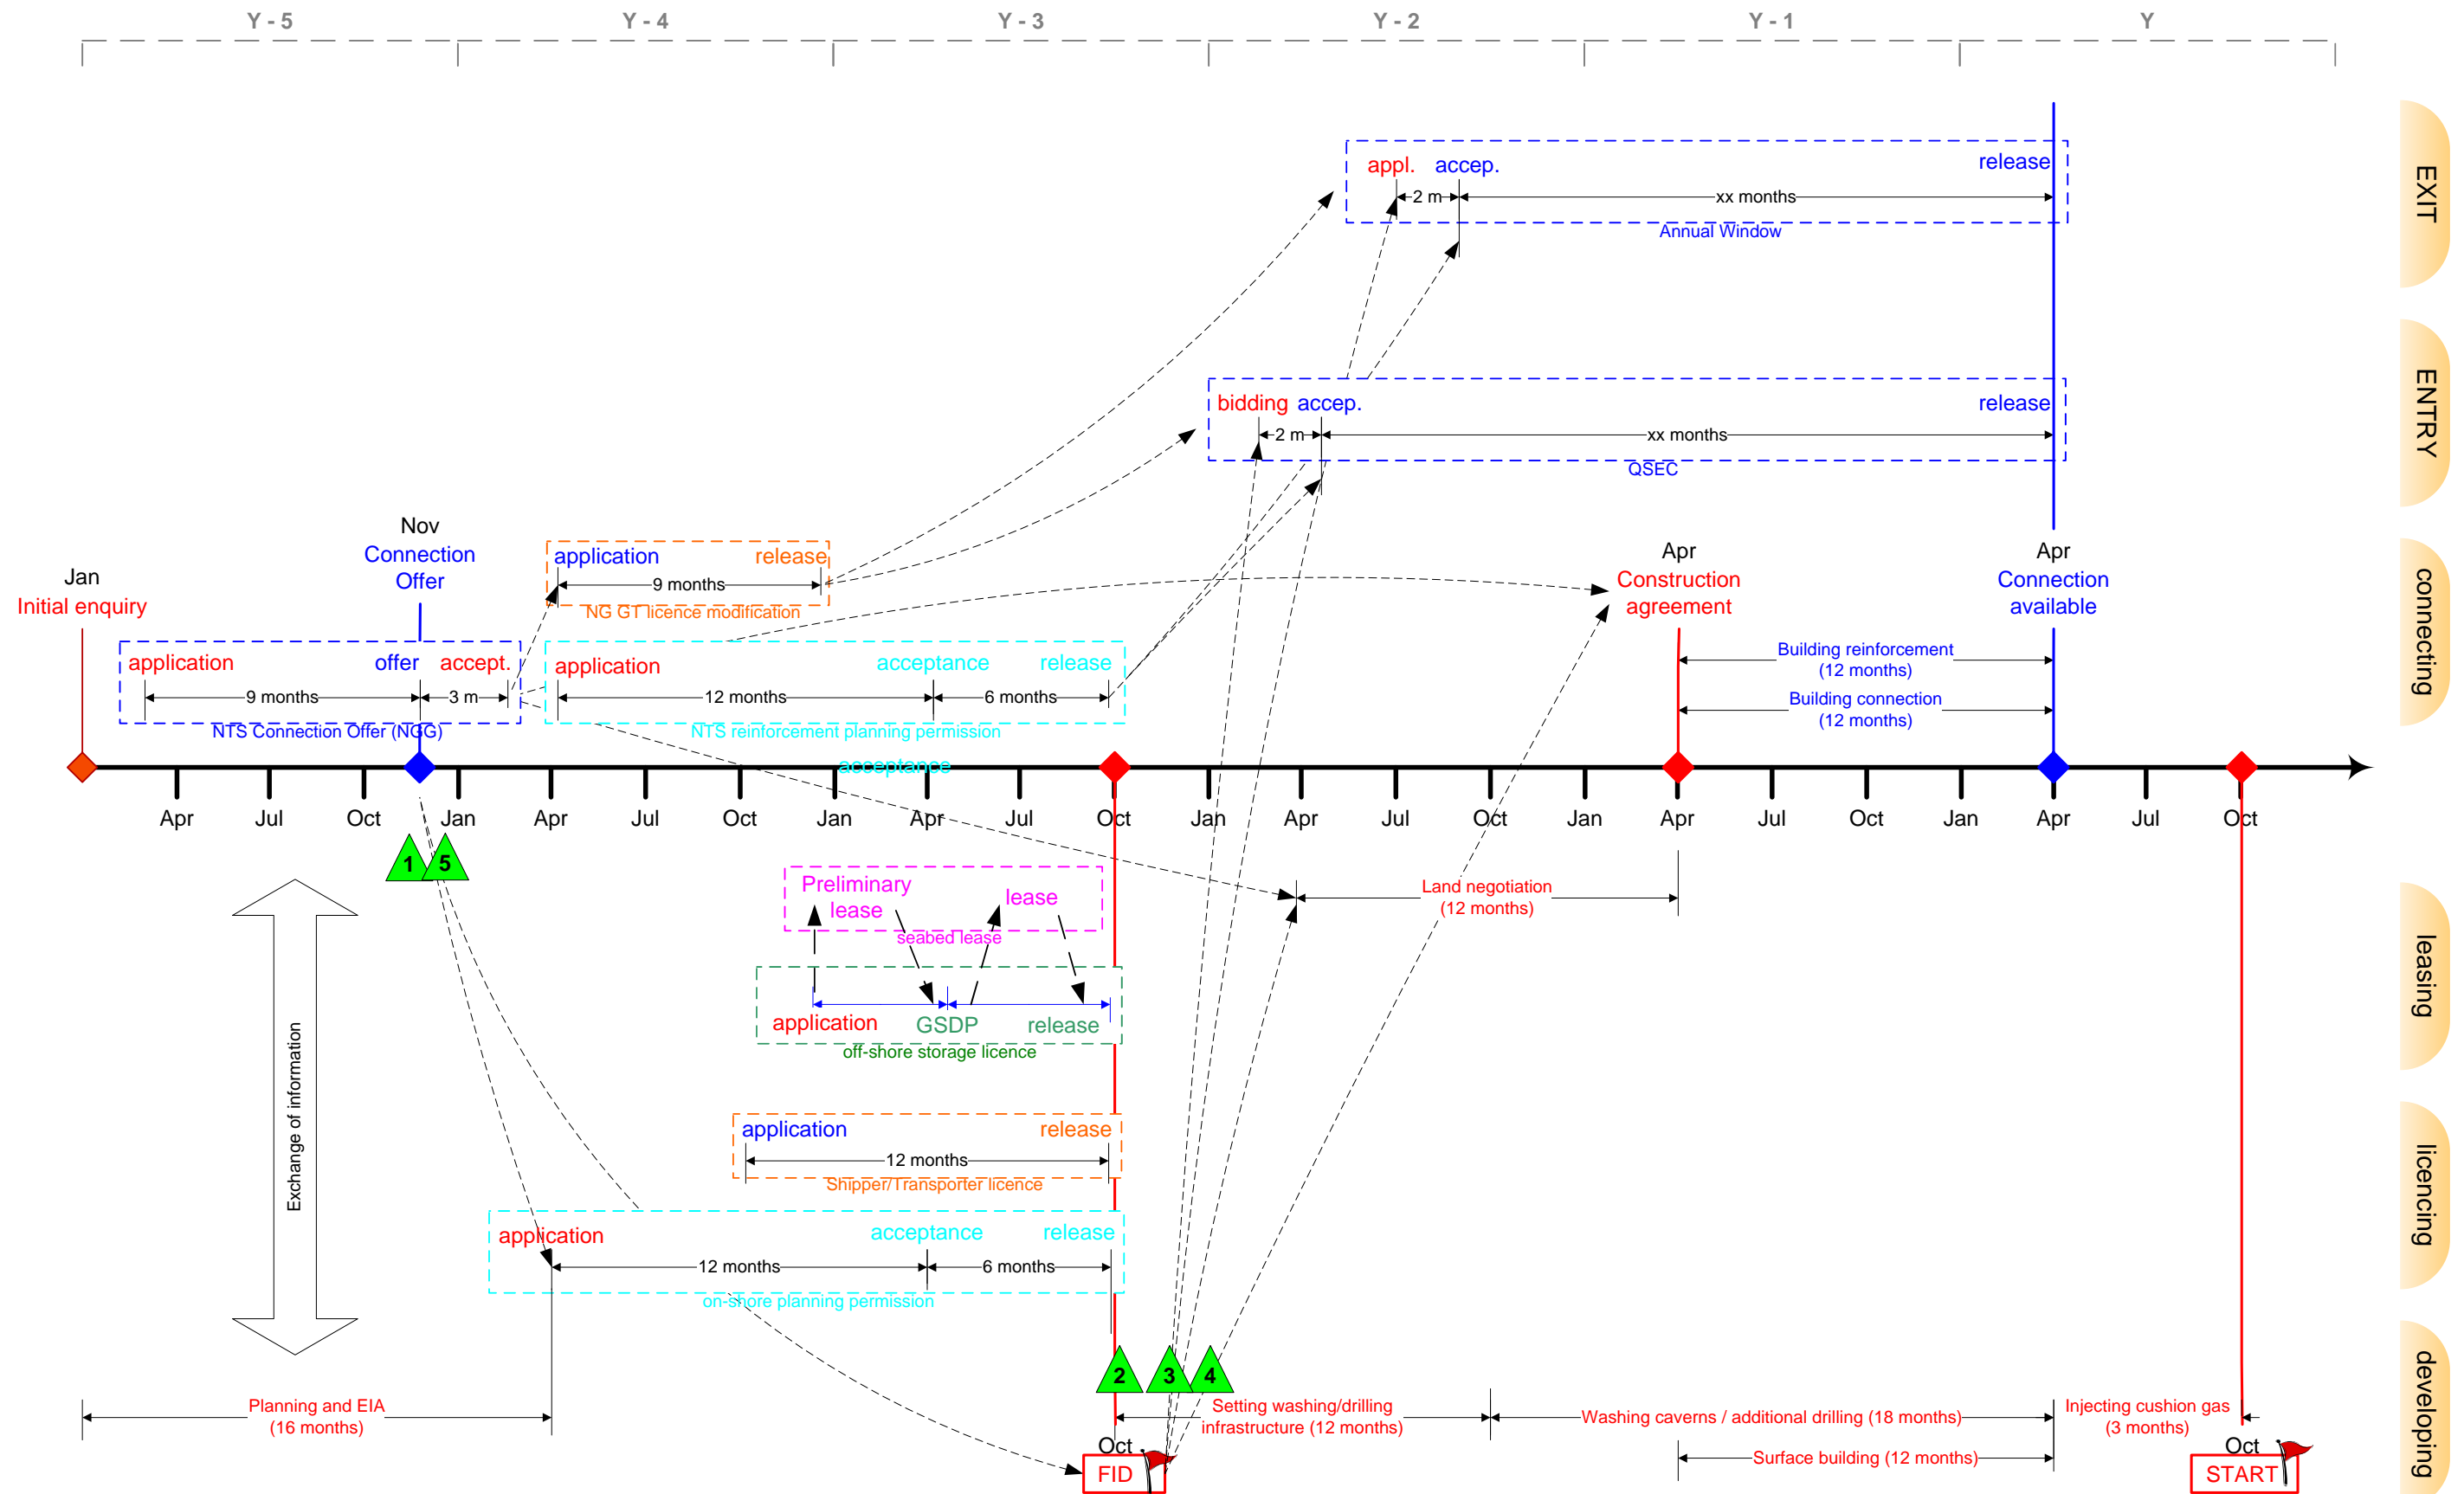 Y - 5
Y - 4
Y - 3
Y - 2
Y - 1
Y
EXIT
appl.
accep.
release
2 m
xx months
Annual Window
ENTRY
bidding
accep.
release
2 m
xx months
QSEC
connecting
Jan
Initial enquiry
Nov
Connection
Offer
application
release
9 months
NG GT licence modification
Apr
Construction
agreement
Apr
Connection
available
application
offer
accept.
9 months
3 m
NTS Connection Offer (NGG)
application
acceptance
release
12 months
6 months
NTS reinforcement planning permission
acceptance
Building reinforcement
(12 months)
Building connection
(12 months)
Apr
Jul
Oct
Jan
Apr
Jul
Oct
Jan
Apr
Jul
Oct
Jan
Apr
Jul
Oct
Jan
Apr
Jul
Oct
Jan
Apr
Jul
Oct
1
5
leasing
Preliminary
lease
lease
seabed lease
Land negotiation
(12 months)
application
GSDP
release
off-shore storage licence
Exchange of information
licencing
application
release
12 months
Shipper/Transporter licence
application
acceptance
release
12 months
6 months
on-shore planning permission
developing
2
3
4
Planning and EIA
(16 months)
Setting washing/drilling
infrastructure (12 months)
Washing caverns / additional drilling (18 months)
Injecting cushion gas
(3 months)
Surface building (12 months)
Oct
FID
Oct
START